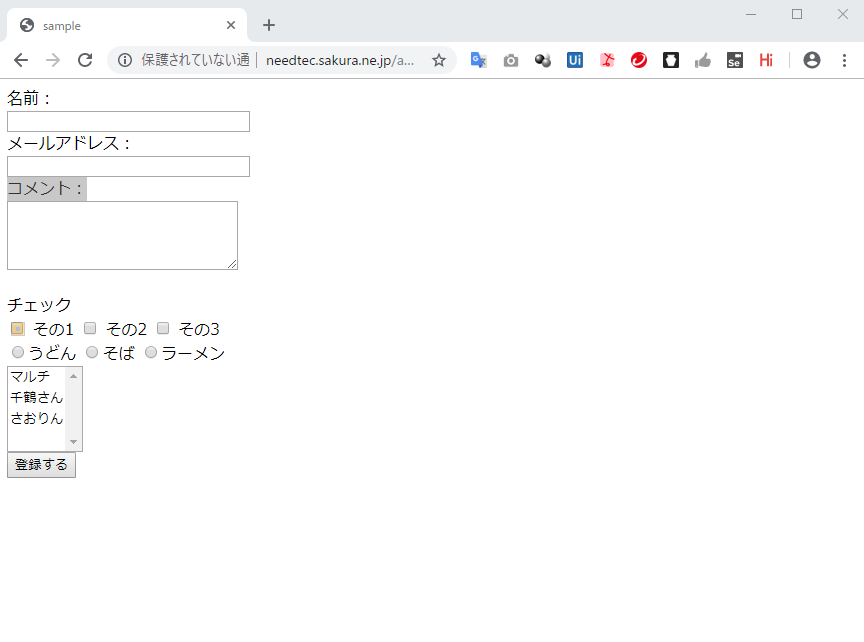 sample
保護されていない通 needtec.sakura.ne.jp/a...
Ui Se Hi
名前：
メールアドレス：
コメント：
チェック
その1 その2 その3
うどん そば ラーメン
マルチ
千鶴さん
さおりん
登録する